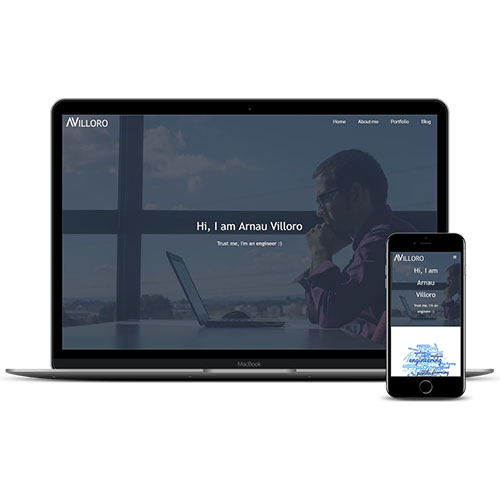 AVILLORO
Home About me Portfolio Blog
Hi, I am Arnau Villoro
Trust me, I'm an engineer :)
MacBook
AVILLORO
Hi, I am
Arnau
Villoro
Trust me, I'm an
engineer :)
engineering